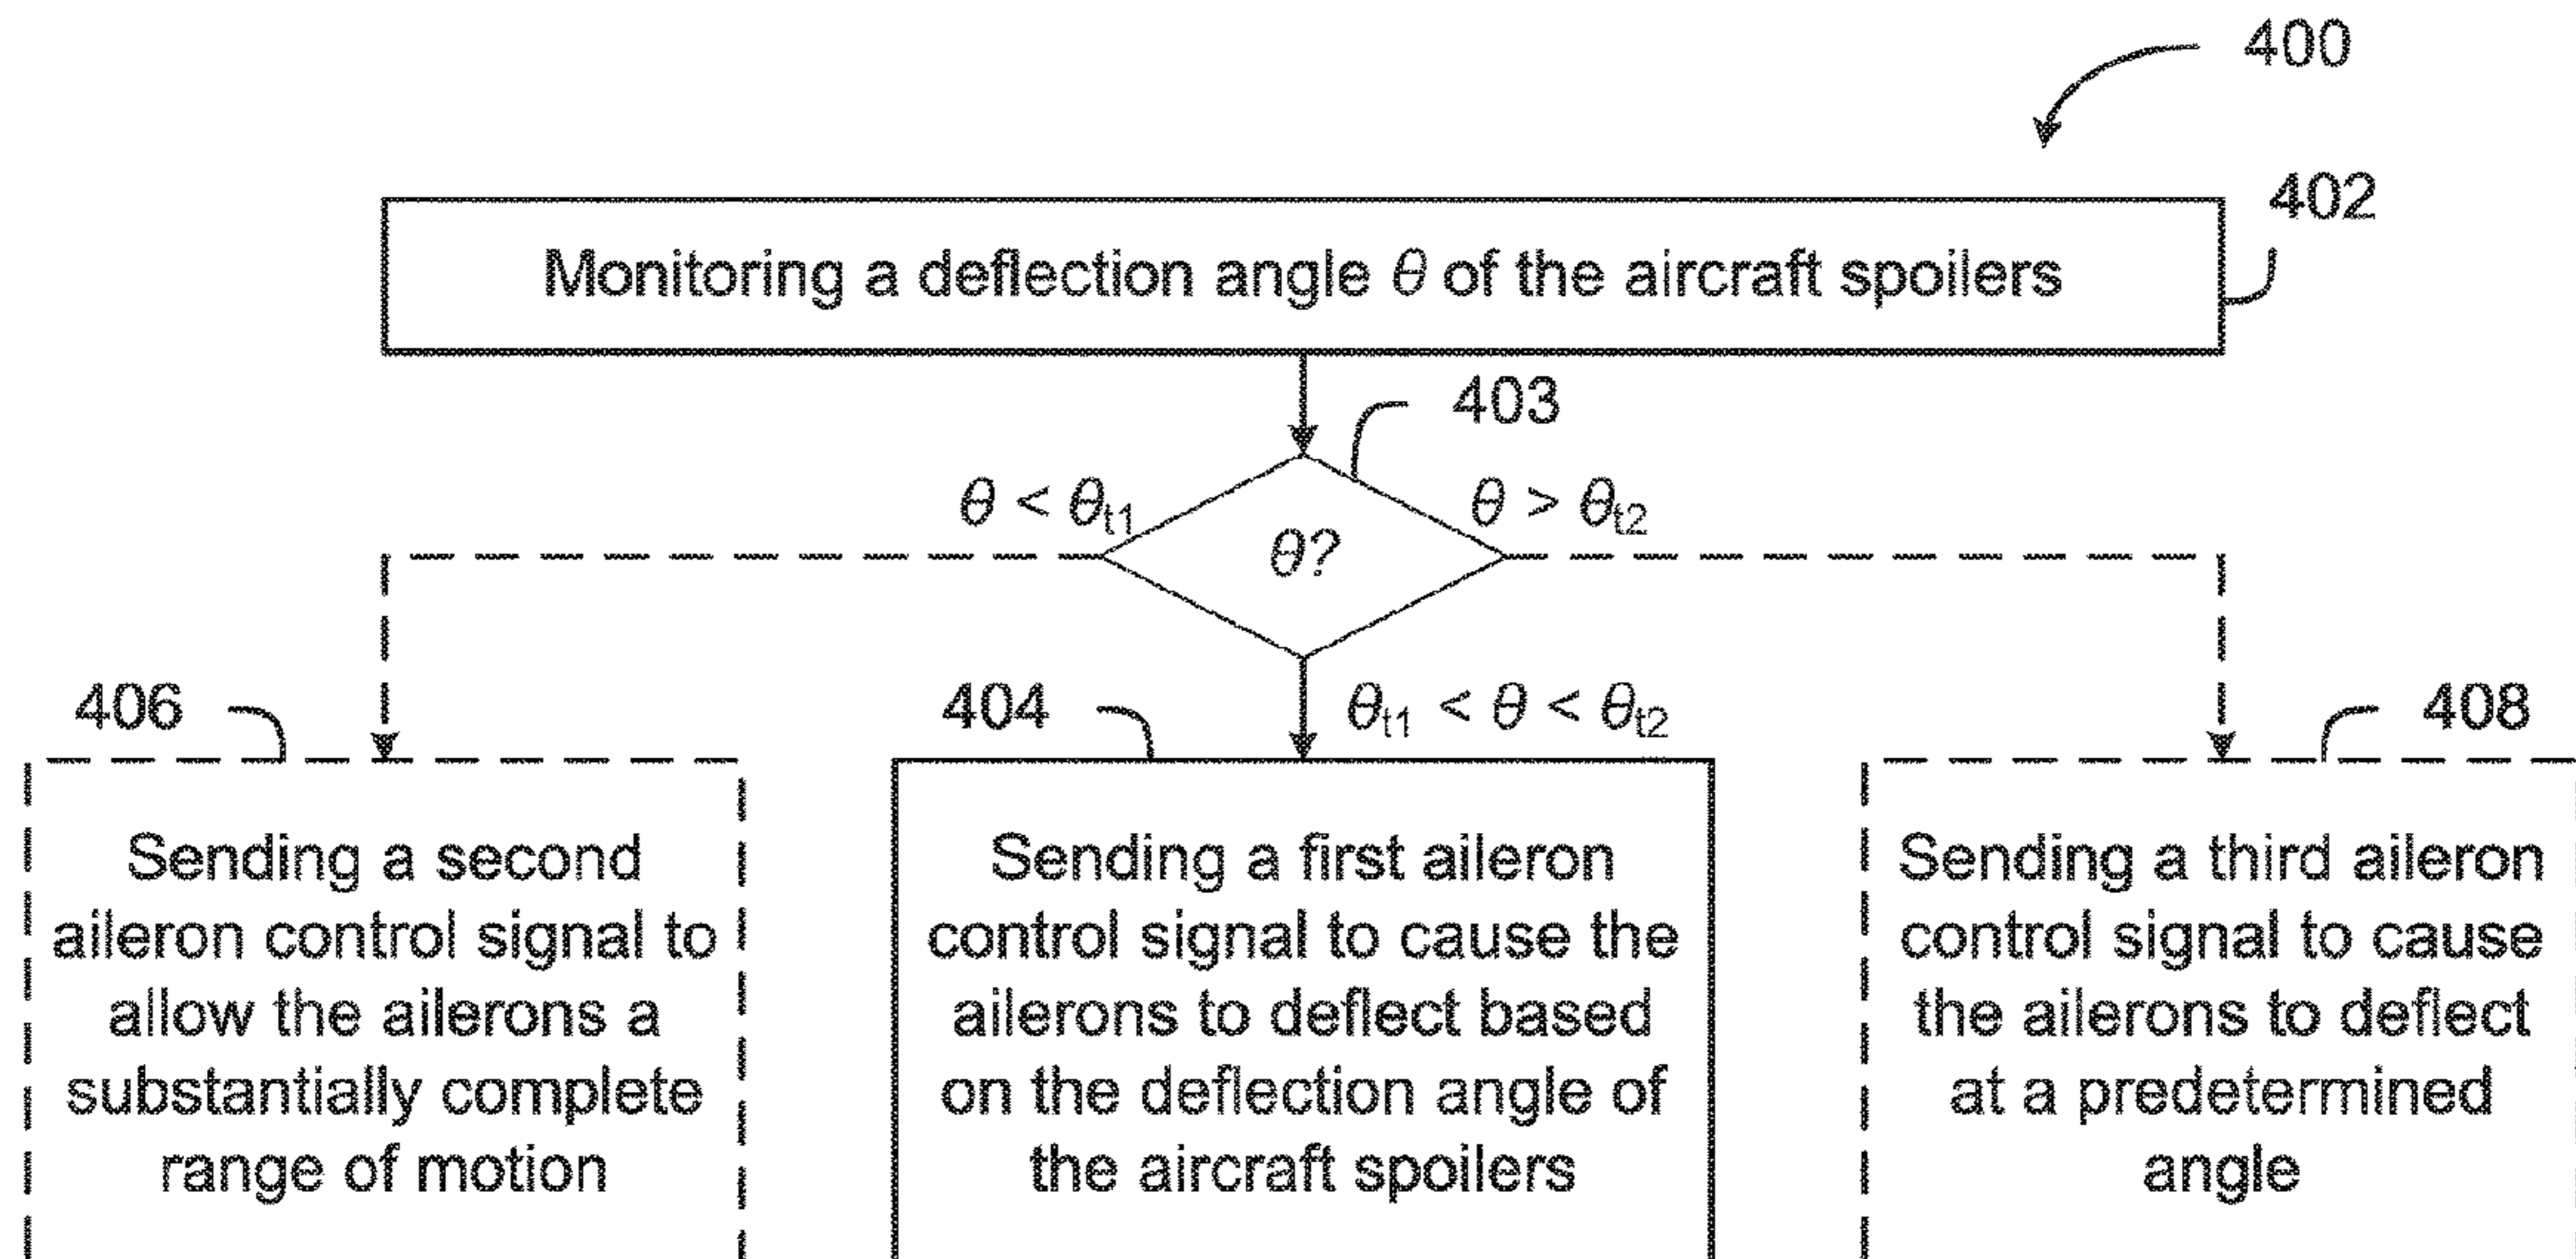 400
402
Monitoring a deflection angle θ of the aircraft spoilers
403
θ < θt1
θ > θt2
θ?
406
404
θt1 < θ < θt2
408
Sending a second
aileron control signal to
allow the ailerons a
substantially complete
range of motion
Sending a first aileron
control signal to cause the
ailerons to deflect based
on the deflection angle of
the aircraft spoilers
Sending a third aileron
control signal to cause
the ailerons to deflect
at a predetermined
angle